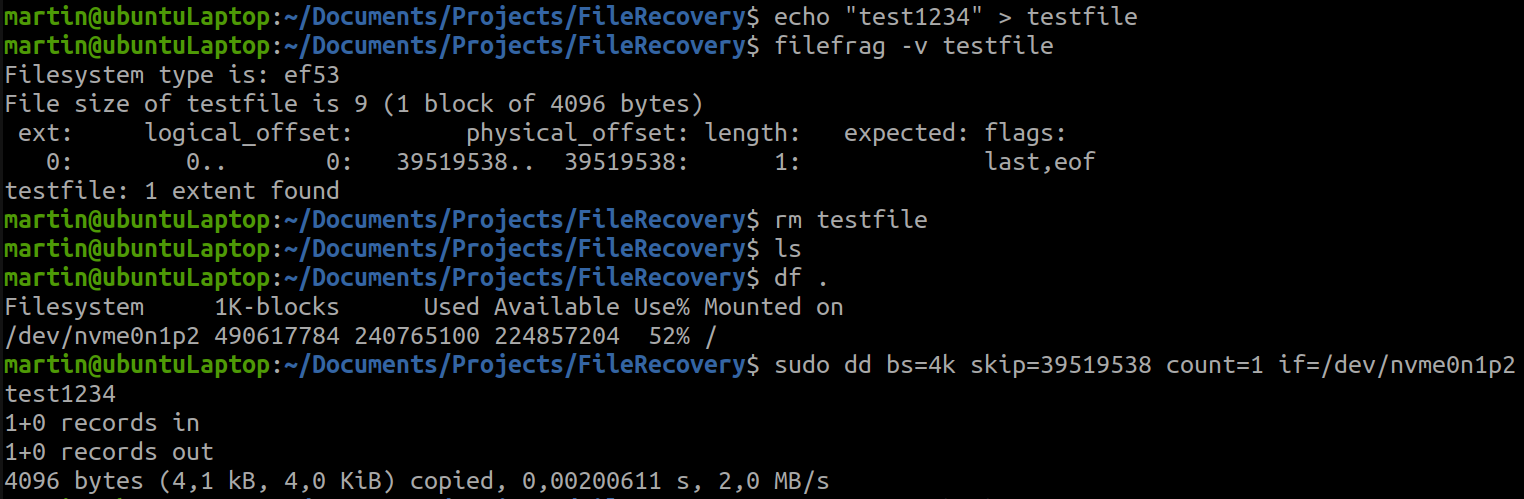 martin@ubuntuLaptop:~/Documents/Projects/FileRecovery$ echo "test1234" > testfile
martin@ubuntuLaptop:~/Documents/Projects/FileRecovery$ filefrag -v testfile
Filesystem type is: ef53
File size of testfile is 9 (1 block of 4096 bytes)
 ext:     logical_offset:        physical_offset: length:   expected: flags:
   0:        0..       0:   39519538..  39519538:      1:             last,eof
testfile: 1 extent found
martin@ubuntuLaptop:~/Documents/Projects/FileRecovery$ rm testfile
martin@ubuntuLaptop:~/Documents/Projects/FileRecovery$ ls
martin@ubuntuLaptop:~/Documents/Projects/FileRecovery$ df .
Filesystem     1K-blocks      Used Available Use% Mounted on
/dev/nvme0n1p2 490617784 240765100 224857204  52% /
martin@ubuntuLaptop:~/Documents/Projects/FileRecovery$ sudo dd bs=4k skip=39519538 count=1 if=/dev/nvme0n1p2
test1234
1+0 records in
1+0 records out
4096 bytes (4,1 kB, 4,0 KiB) copied, 0,00200611 s, 2,0 MB/s